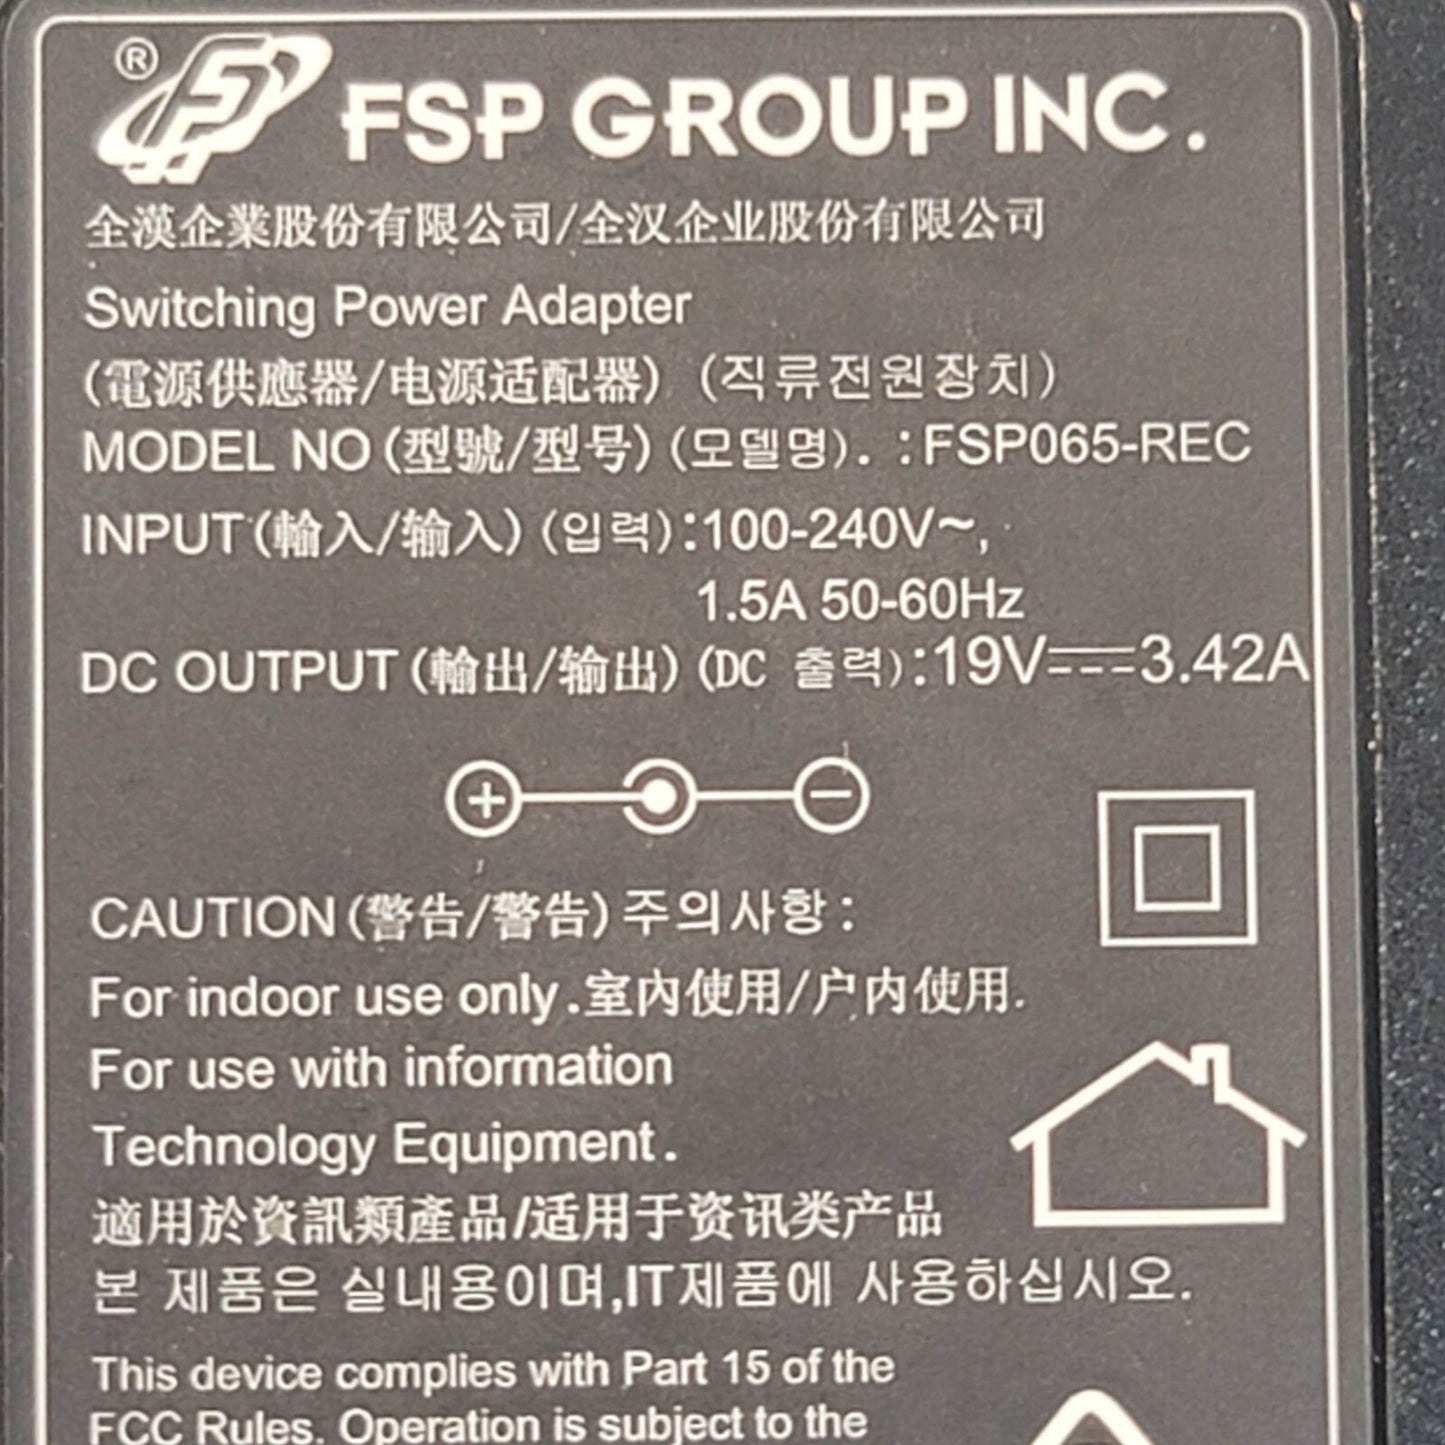 ® FSP GROUP INC.
全漢企業股份有限公司/全汉企业股份有限公司
Switching Power Adapter
(電源供應器/电源适配器) (직류전원장치)
MODEL NO (型號/型号) (모델명). :FSP065-REC
INPUT (輸入/输入) (입력):100-240V~,
1.5A 50-60Hz
DC OUTPUT (輸出/输出) (DC 출력):19V⎓3.42A
CAUTION (警告/警告) 주의사항:
For indoor use only.室內使用/户内使用.
For use with information
Technology Equipment.
適用於資訊類產品/适用于资讯类产品
본 제품은 실내용이며,IT제품에 사용하십시오.
This device complies with Part 15 of the
FCC Rules. Operation is subject to the